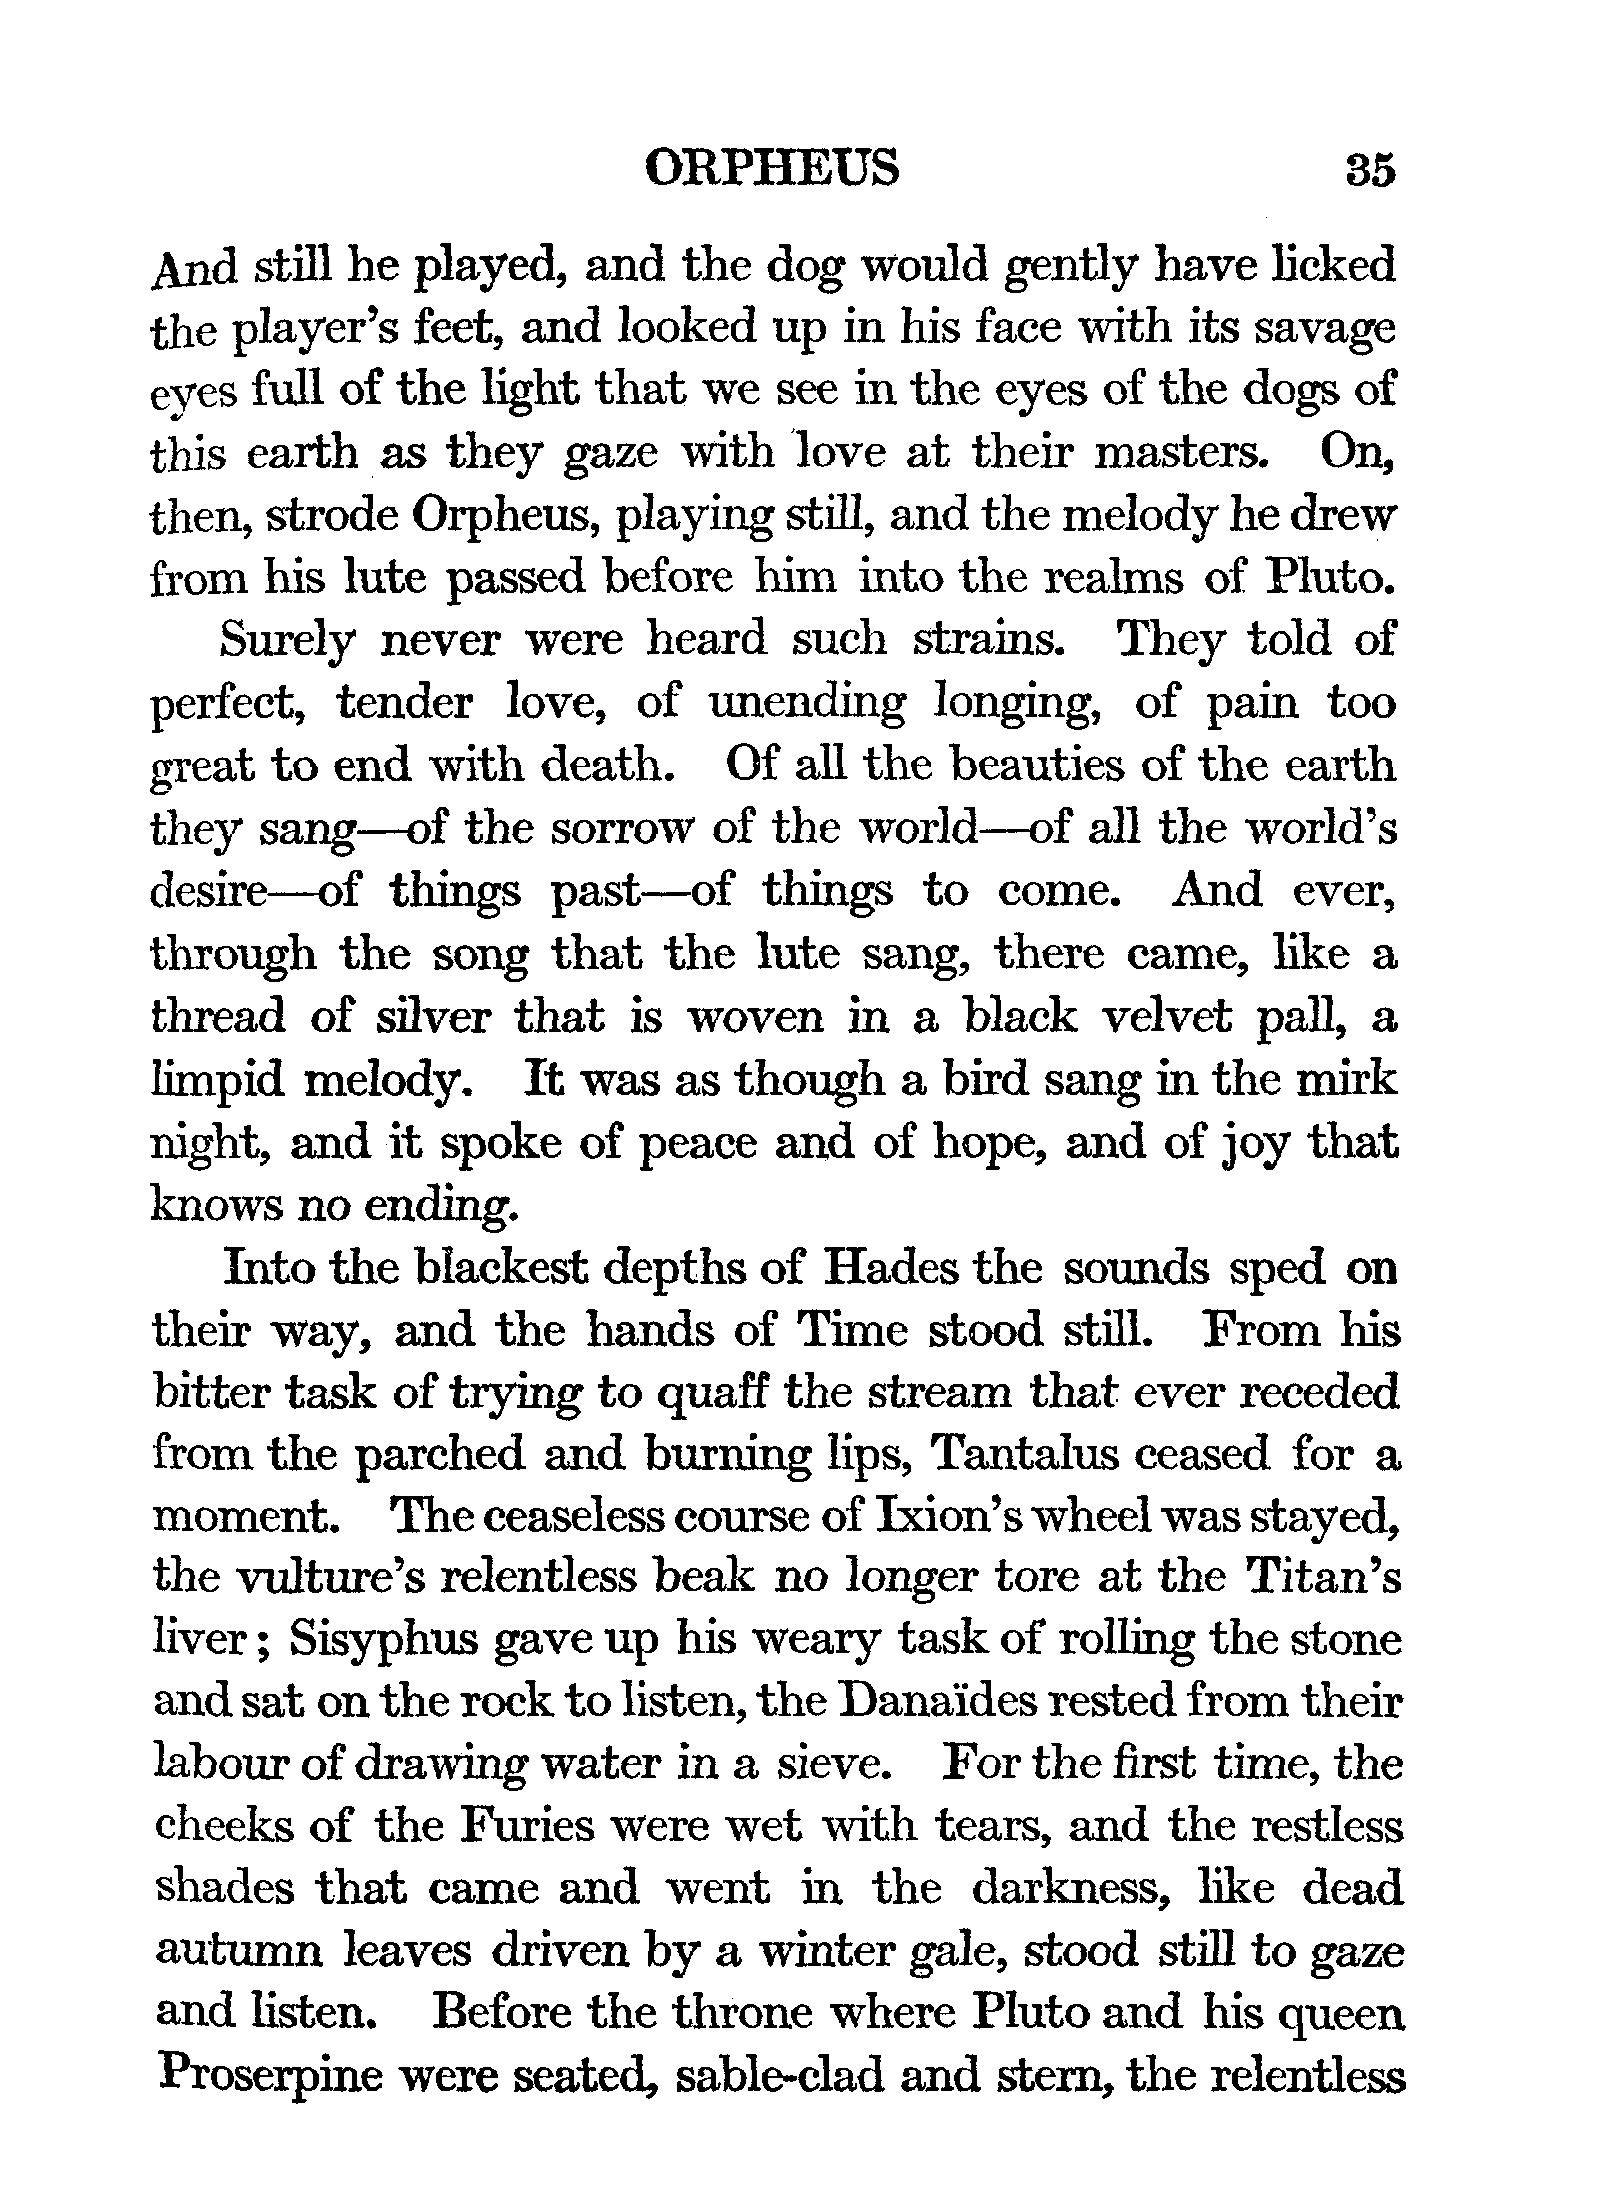 ORPHEUS 35
And still he played, and the dog would gently have licked
the player's feet, and looked up in his face with its savage
eyes full of the light that we see in the eyes of the dogs of
this earth as they gaze with love at their masters. On,
then, strode Orpheus, playing still, and the melody he drew
from his lute passed before him into the realms of Pluto.
Surely never were heard such strains. They told of
perfect, tender love, of unending longing, of pain too
great to end with death. Of all the beauties of the earth
they sang—of the sorrow of the world—of all the world's
desire—of things past—of things to come. And ever,
through the song that the lute sang, there came, like a
thread of silver that is woven in a black velvet pall, a
limpid melody. It was as though a bird sang in the mirk
night, and it spoke of peace and of hope, and of joy that
knows no ending.
Into the blackest depths of Hades the sounds sped on
their way, and the hands of Time stood still. From his
bitter task of trying to quaff the stream that ever receded
from the parched and burning lips, Tantalus ceased for a
moment. The ceaseless course of Ixion's wheel was stayed,
the vulture's relentless beak no longer tore at the Titan's
liver; Sisyphus gave up his weary task of rolling the stone
and sat on the rock to listen, the Danaïdes rested from their
labour of drawing water in a sieve. For the first time, the
cheeks of the Furies were wet with tears, and the restless
shades that came and went in the darkness, like dead
autumn leaves driven by a winter gale, stood still to gaze
and listen. Before the throne where Pluto and his queen
Proserpine were seated, sable-clad and stern, the relentless